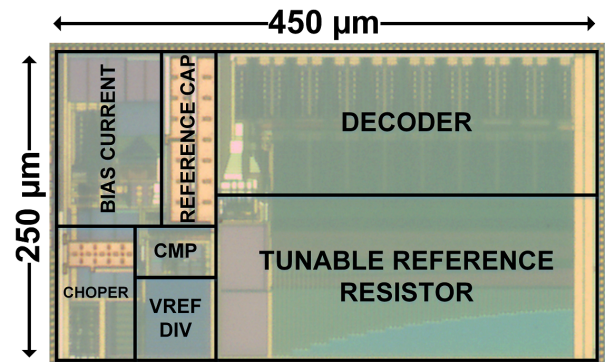 450 µm
250 µm
BIAS CURRENT
REFERENCE CAP
DECODER
CHOPER
CMP
VREF
DIV
TUNABLE REFERENCE
RESISTOR